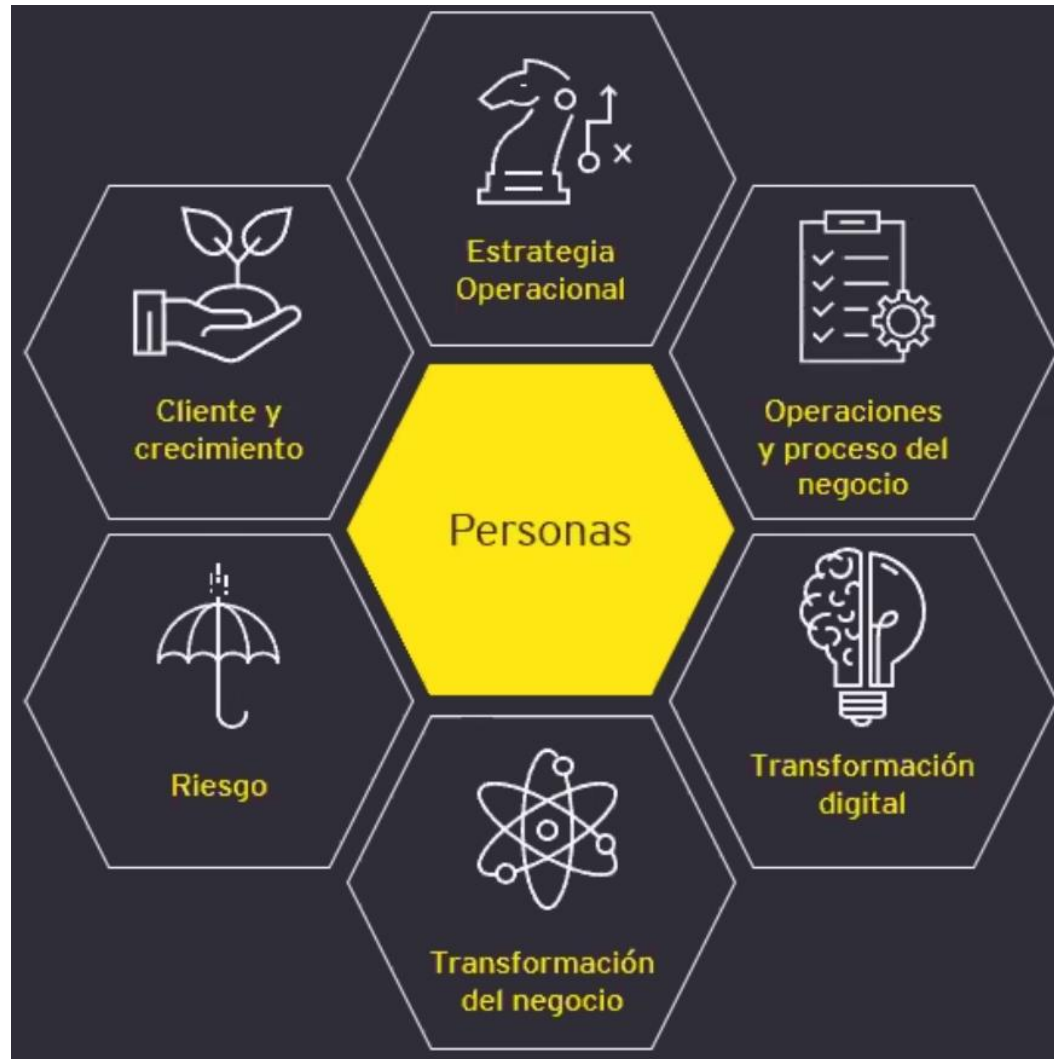 Estrategia
Operacional
Cliente y
crecimiento
Operaciones
y proceso del
negocio
Personas
Riesgo
Transformación
digital
Transformación
del negocio